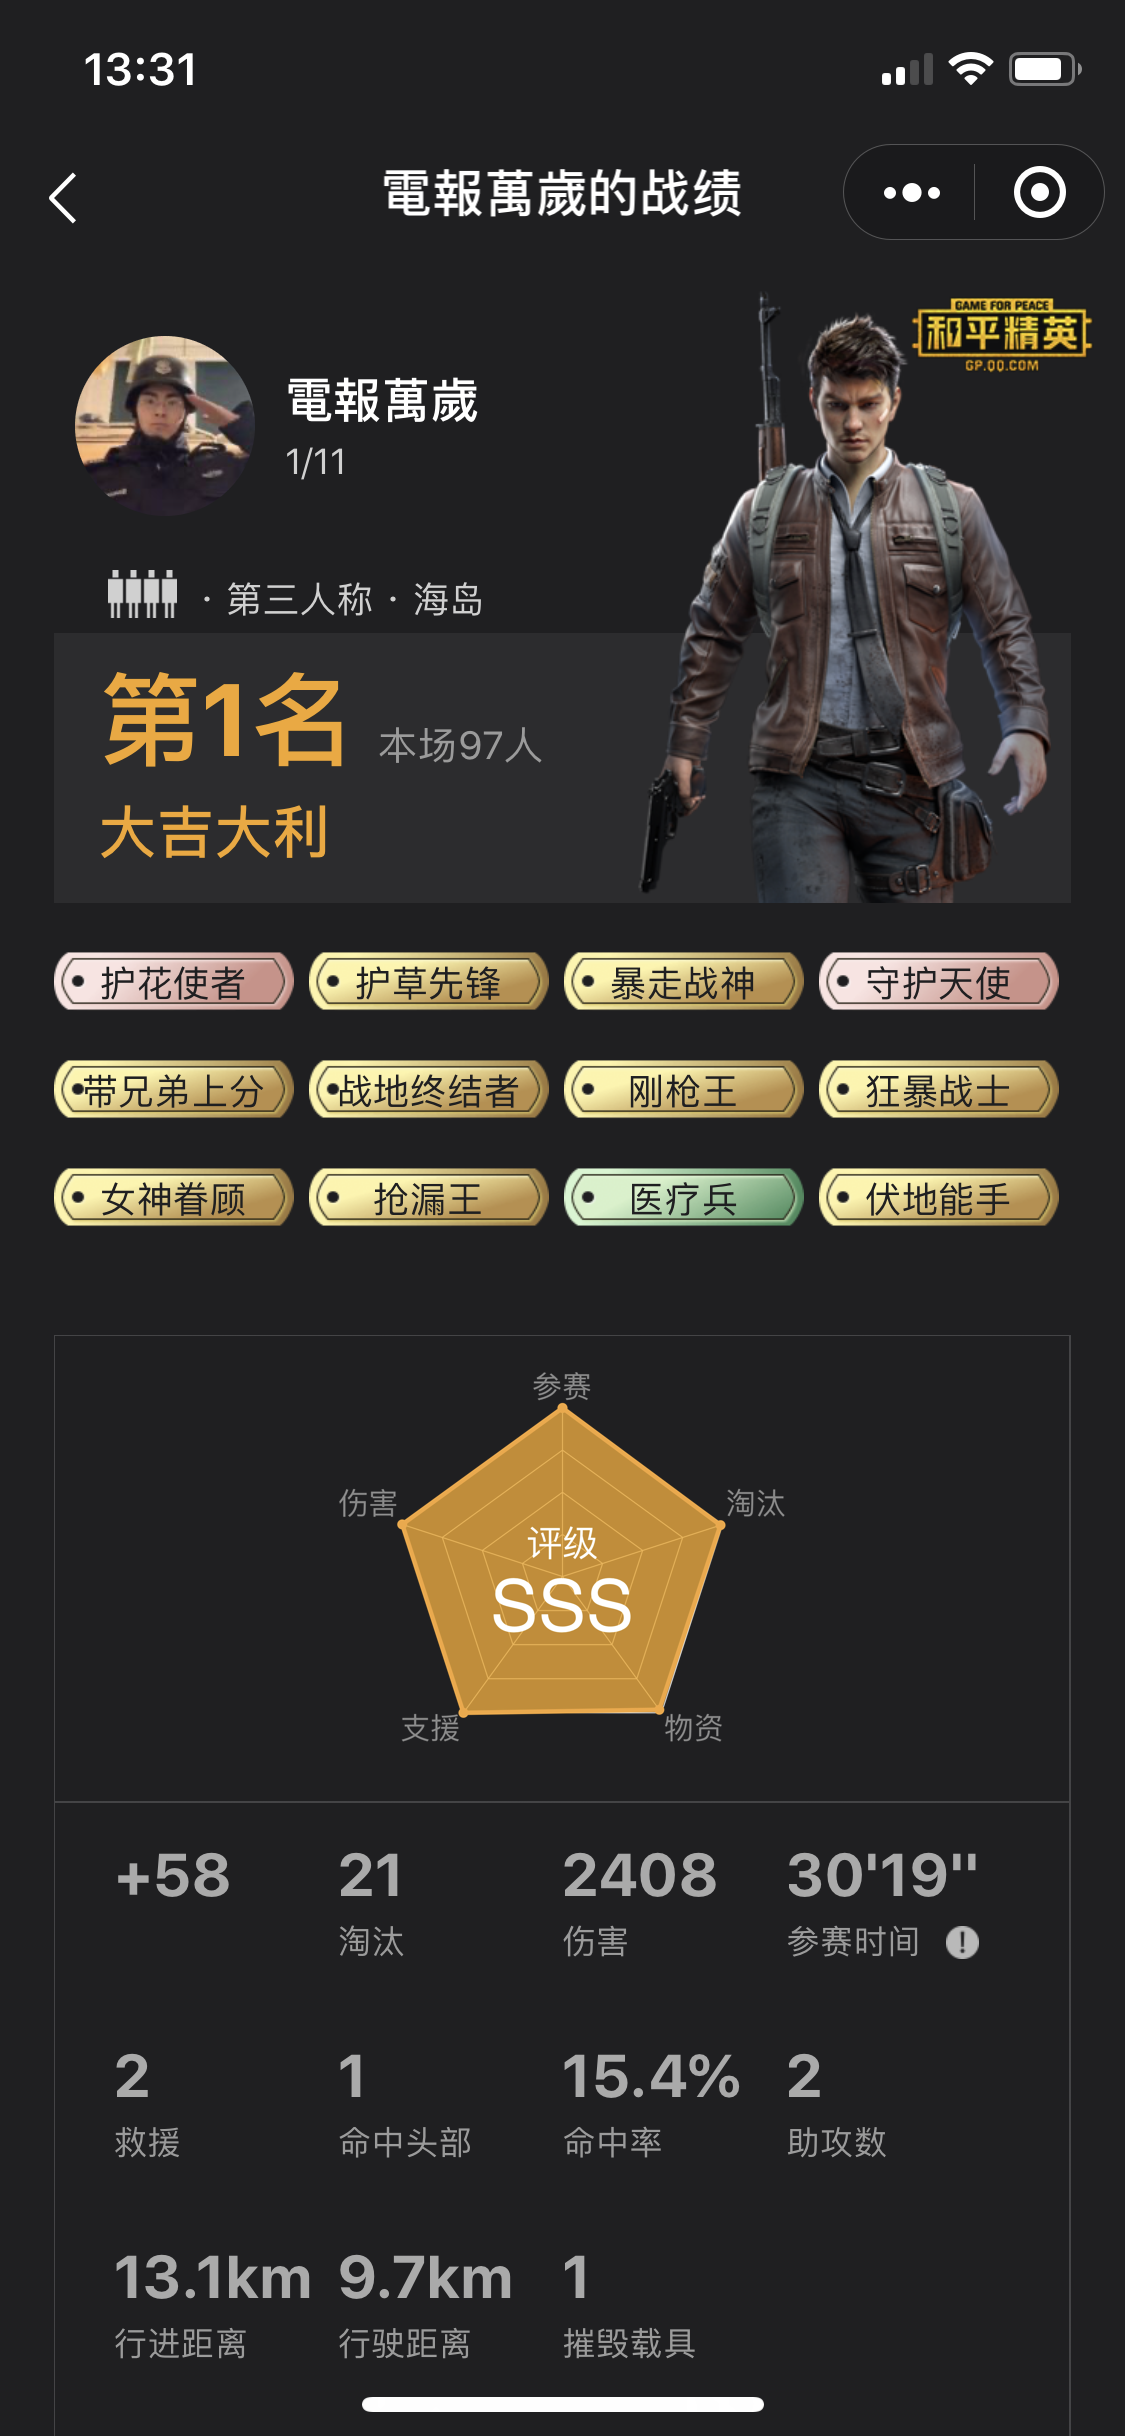 13:31
電報萬歲的战绩
GAME FOR PEACE
和平精英
GP.QQ.COM
電報萬歲
1/11
· 第三人称 · 海岛
第1名 本场97人
大吉大利
护花使者 护草先锋 暴走战神 守护天使
带兄弟上分 战地终结者 刚枪王 狂暴战士
女神眷顾 抢漏王 医疗兵 伏地能手
参赛
伤害 淘汰
评级
SSS
支援 物资
+58 21 2408 30'19"
淘汰 伤害 参赛时间 !
2 1 15.4% 2
救援 命中头部 命中率 助攻数
13.1km 9.7km 1
行进距离 行驶距离 摧毁载具